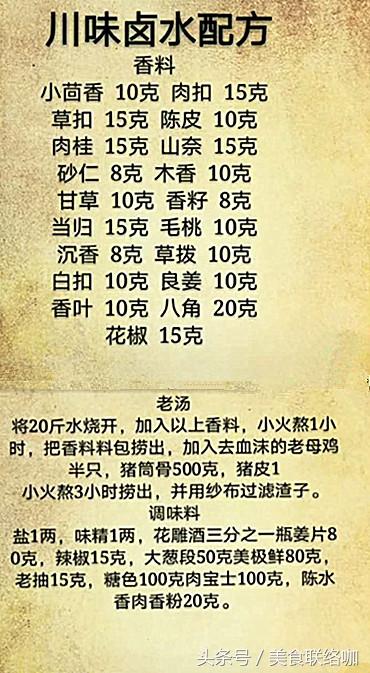 川味卤水配方
香料
小茴香 10克 肉扣 15克
草扣 15克 陈皮 10克
肉桂 15克 山奈 15克
砂仁 8克 木香 10克
甘草 10克 香籽 8克
当归 15克 毛桃 10克
沉香 8克 草拨 10克
白扣 10克 良姜 10克
香叶 10克 八角 20克
花椒 15克
老汤
将20斤水烧开，加入以上香料，小火熬1小
时，把香料料包捞出，加入去血沫的老母鸡
半只，猪筒骨500克，猪皮1
小火熬3小时捞出，并用纱布过滤渣子。
调味料
盐1两，味精1两，花雕酒三分之一瓶姜片8
0克，辣椒15克，大葱段50克美极鲜80克，
老抽15克，糖色100克肉宝士100克，陈水
香肉香粉20克。
头条号／美食联络咖